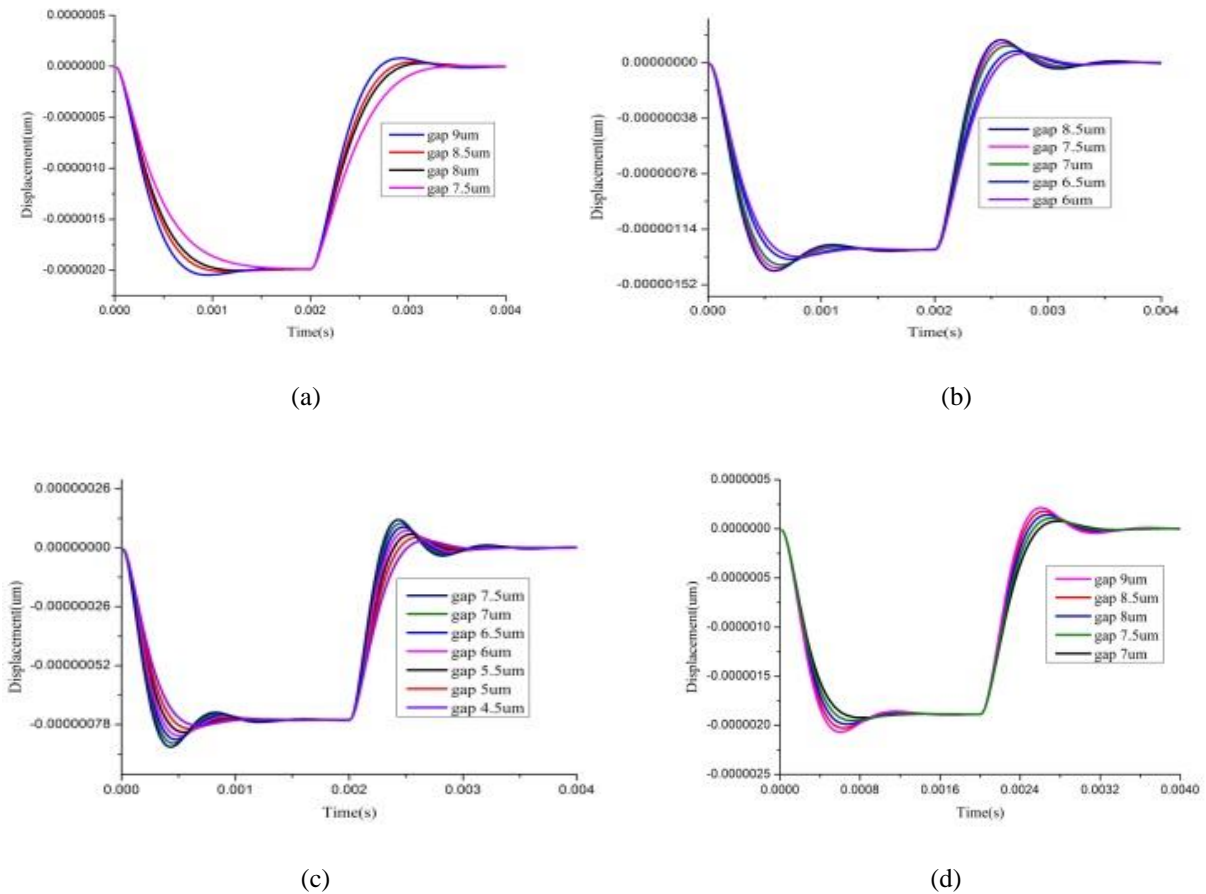 0.0000005
0.0000000
-0.0000005
-0.0000010
-0.0000015
-0.0000020
Displacement(um)
gap 9um
gap 8.5um
gap 8um
gap 7.5um
0.000 0.001 0.002 0.003 0.004
Time(s)
(a)
0.00000000
-0.00000038
-0.00000076
-0.00000114
-0.00000152
Displacement(um)
gap 8.5um
gap 7.5um
gap 7um
gap 6.5um
gap 6um
0.000 0.001 0.002 0.003 0.004
Time(s)
(b)
0.00000026
0.00000000
-0.00000026
-0.00000052
-0.00000078
Displacement(um)
gap 7.5um
gap 7um
gap 6.5um
gap 6um
gap 5.5um
gap 5um
gap 4.5um
0.000 0.001 0.002 0.003 0.004
Time(s)
(c)
0.0000005
0.0000000
-0.0000005
-0.0000010
-0.0000015
-0.0000020
-0.0000025
Displacement(um)
gap 9um
gap 8.5um
gap 8um
gap 7.5um
gap 7um
0.0000 0.0008 0.0016 0.0024 0.0032 0.0040
Time(s)
(d)